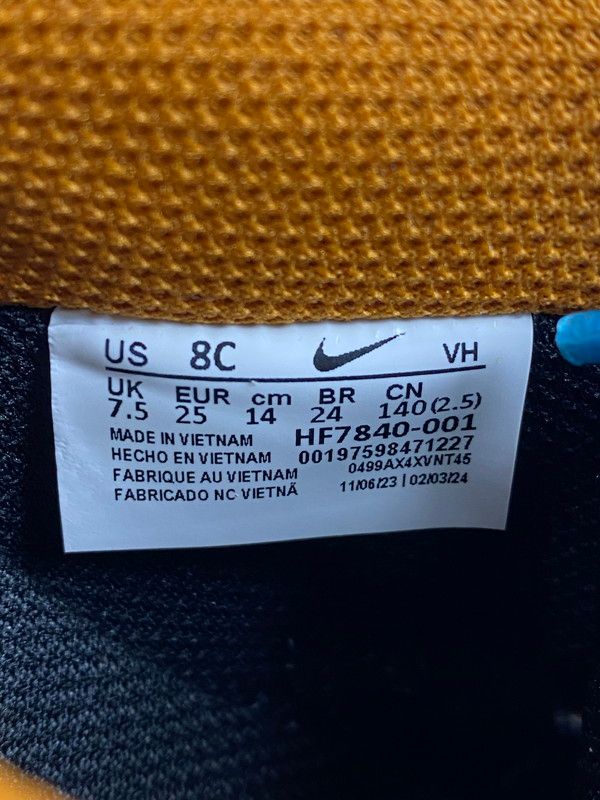 US 8C VH
UK EUR cm BR CN
7.5 25 14 24 140 (2.5)
MADE IN VIETNAM HF7840-001
HECHO EN VIETNAM 00197598471227
FABRIQUE AU VIETNAM 0499AX4XVNT45
FABRICADO NC VIETNÃ 11/06/23 | 02/03/24